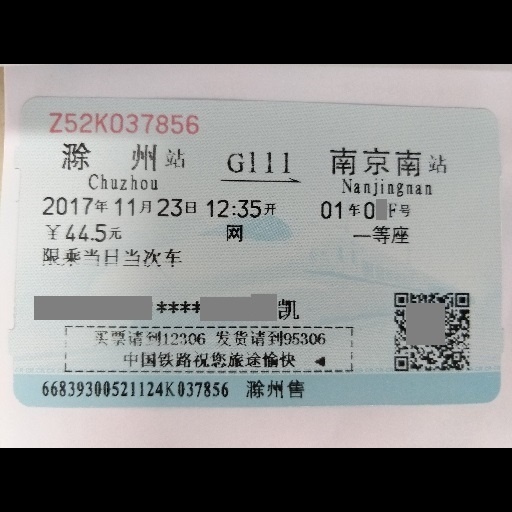 Z52K037856
滁 州站 G111 南京南站
Chuzhou Nanjingnan
2017年11月23日12:35开 01车0 F号
￥44.5元 网 一等座
限乘当日当次车
**** 凯
买票请到12306 发货请到95306
中国铁路祝您旅途愉快
66839300521124K037856 滁州售